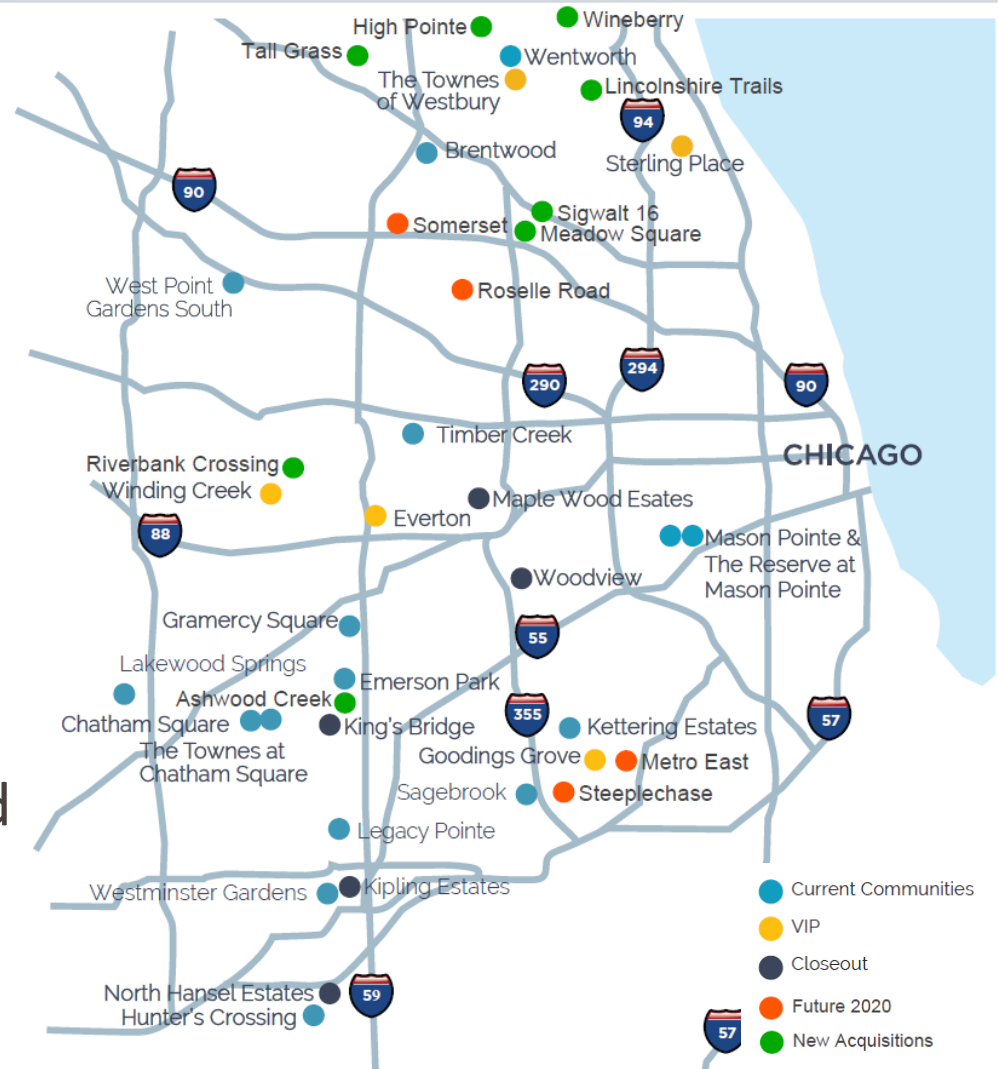 High Pointe
Wineberry
Tall Grass
Wentworth
The Townes
of Westbury
Lincolnshire Trails
94
Brentwood
Sterling Place
90
Sigwalt 16
Somerset
Meadow Square
West Point
Gardens South
Roselle Road
290
294
90
Timber Creek
CHICAGO
Riverbank Crossing
Winding Creek
Maple Wood Esates
Everton
88
Mason Pointe &
The Reserve at
Mason Pointe
Woodview
Gramercy Square
55
Lakewood Springs
Emerson Park
Ashwood Creek
355
57
Chatham Square
King's Bridge
Kettering Estates
The Townes at
Chatham Square
Goodings Grove
Metro East
Sagebrook
Steeplechase
d
Legacy Pointe
Westminster Gardens
Kipling Estates
Current Communities
VIP
Closeout
North Hansel Estates
59
Future 2020
Hunter's Crossing
57
New Acquisitions